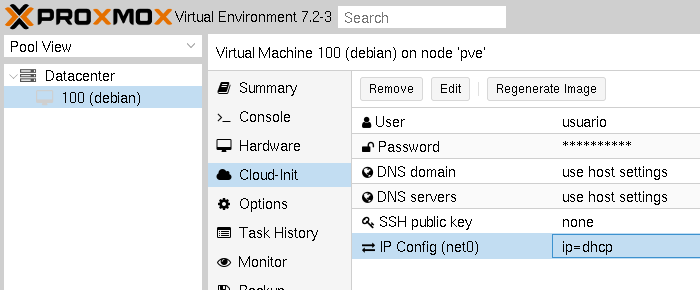 PROXMOX Virtual Environment 7.2-3 Search
Pool View
Datacenter
100 (debian)
Virtual Machine 100 (debian) on node 'pve'
Summary
Console
Hardware
Cloud-Init
Options
Task History
Monitor
Backup
Remove Edit Regenerate Image
User usuario
Password **********
DNS domain use host settings
DNS servers use host settings
SSH public key none
IP Config (net0) ip=dhcp